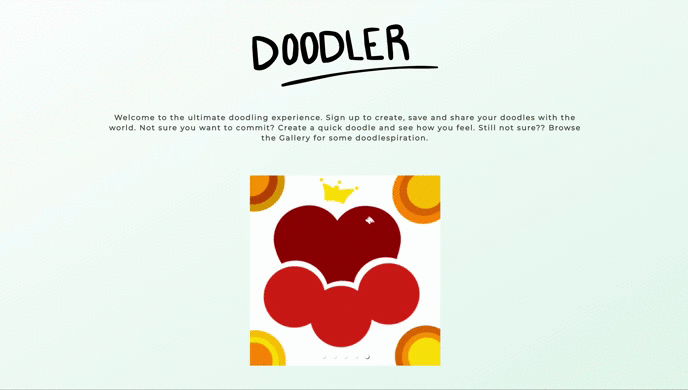 DOODLER
Welcome to the ultimate doodling experience. Sign up to create, save and share your doodles with the
world. Not sure you want to commit? Create a quick doodle and see how you feel. Still not sure?? Browse
the Gallery for some doodlespiration.